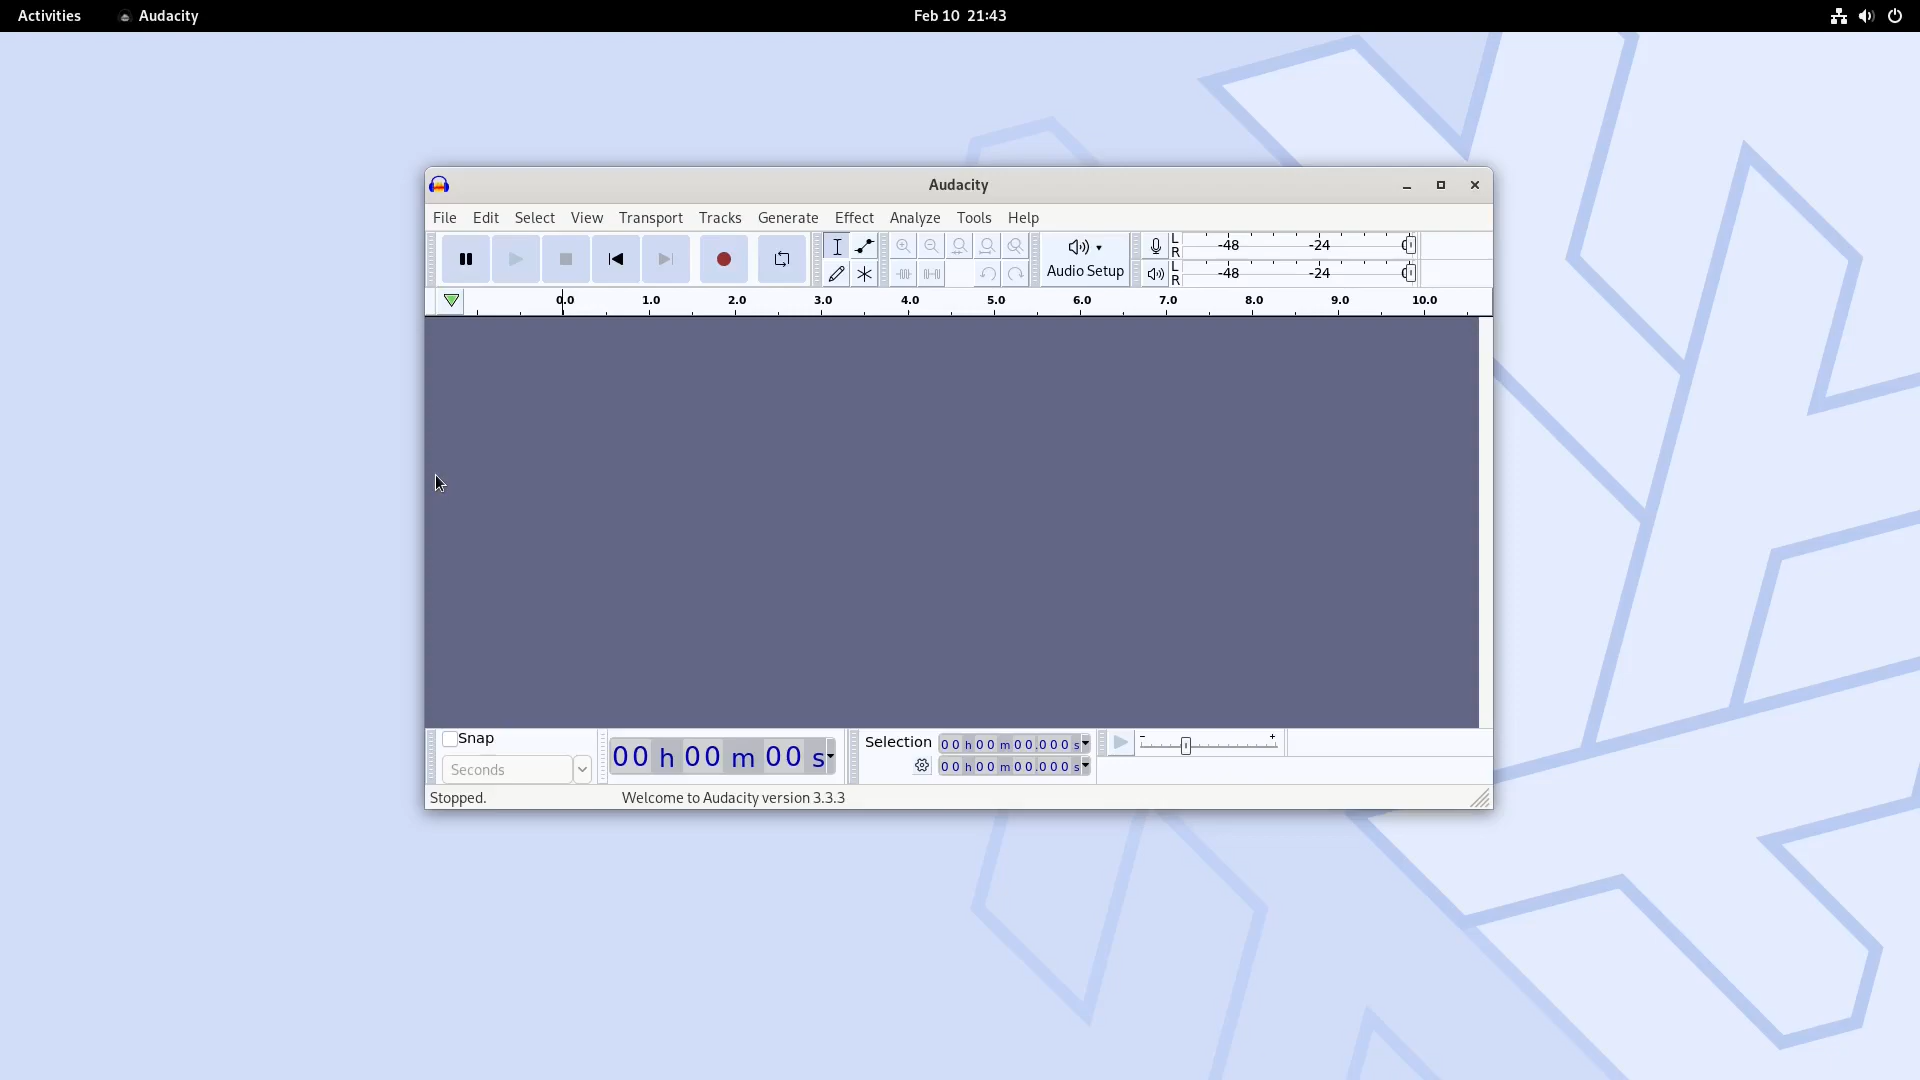 Activities Audacity Feb 10 21:43
Audacity
File Edit Select View Transport Tracks Generate Effect Analyze Tools Help
L R -48 -24
Audio Setup
L R -48 -24
0.0 1.0 2.0 3.0 4.0 5.0 6.0 7.0 8.0 9.0 10.0
Snap
Seconds
00 h 00 m 00 s
Selection
00 h 00 m 00.000 s
00 h 00 m 00.000 s
- +
Stopped. Welcome to Audacity version 3.3.3